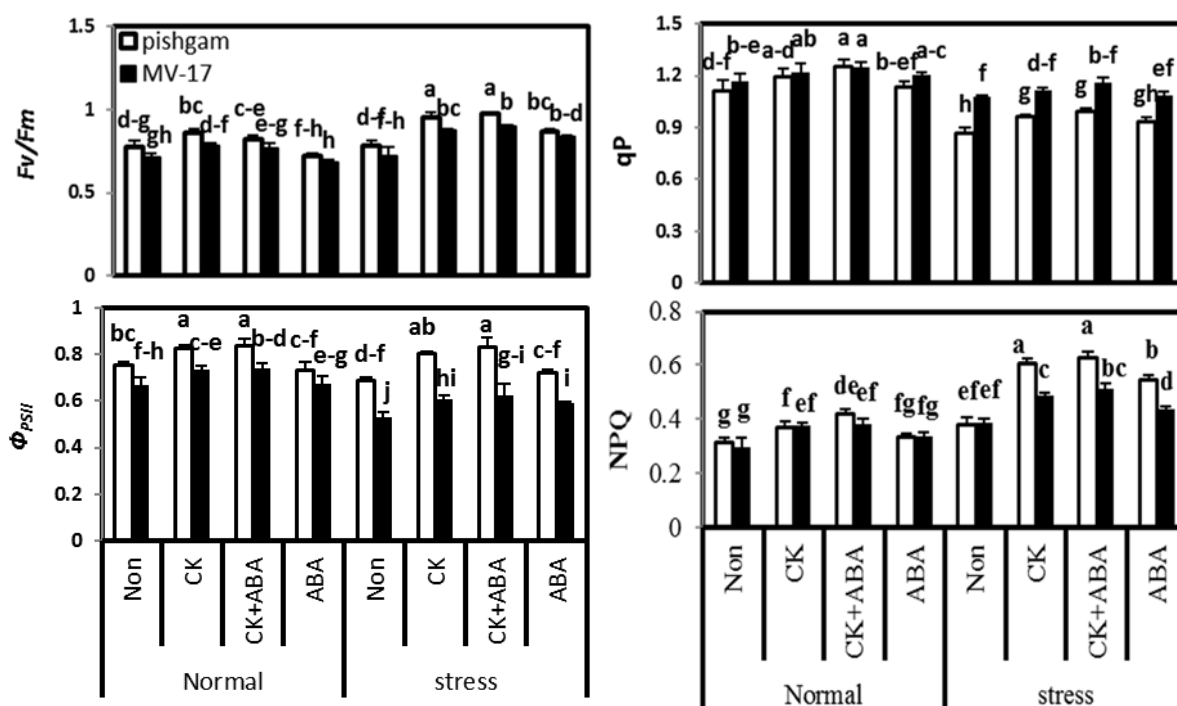 1.5
1
0.5
0
Fv/Fm
pishgam
MV-17
d-g
gh
bc
d-f
c-e
e-g
f-h
h
d-f
f-h
a
bc
a
b
bc
b-d
1.5
1.2
0.9
0.6
0.3
0
qP
d-f
b-e
a-d
ab
a
a
b-ef
a-c
h
f
g
d-f
g
b-f
gh
ef
1
0.8
0.6
0.4
0.2
0
ΦPSII
bc
f-h
a
c-e
a
b-d
c-f
e-g
d-f
j
ab
hi
a
g-i
c-f
i
Non
CK
CK+ABA
ABA
Non
CK
CK+ABA
ABA
Normal
stress
0.8
0.6
0.4
0.2
0
NPQ
g
g
f
ef
de
ef
fg
fg
ef
ef
a
c
a
bc
b
d
Non
CK
CK+ABA
ABA
Non
CK
CK+ABA
ABA
Normal
stress